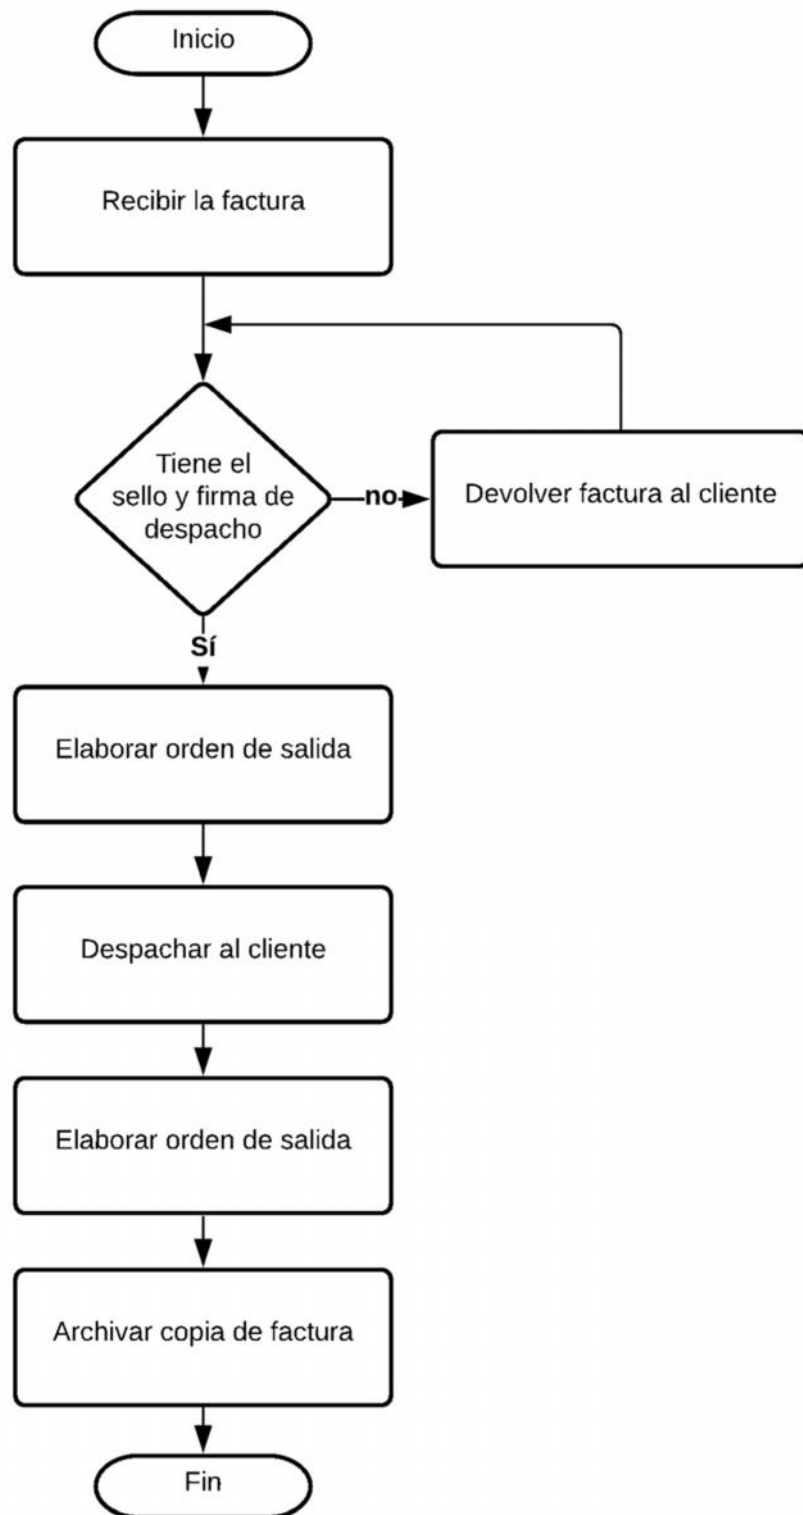 Inicio
Recibir la factura
Tiene el
sello y firma de
despacho
no
Devolver factura al cliente
Sí
Elaborar orden de salida
Despachar al cliente
Elaborar orden de salida
Archivar copia de factura
Fin